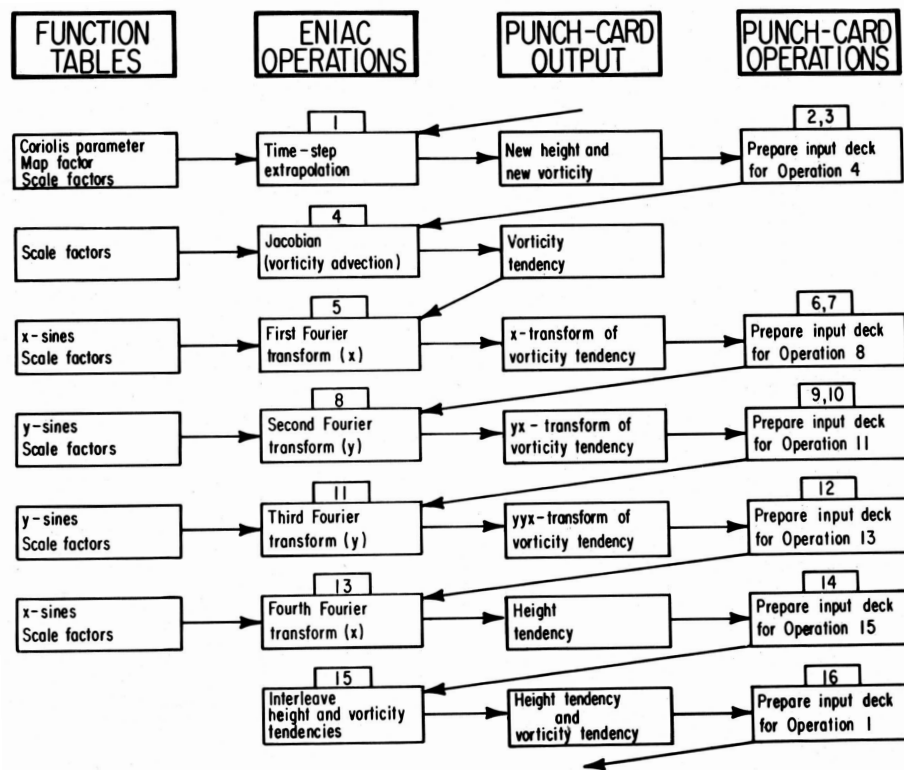 FUNCTION
TABLES
ENIAC
OPERATIONS
PUNCH-CARD
OUTPUT
PUNCH-CARD
OPERATIONS
Coriolis parameter
Map factor
Scale factors
1
Time-step
extrapolation
New height and
new vorticity
2,3
Prepare input deck
for Operation 4
Scale factors
4
Jacobian
(vorticity advection)
Vorticity
tendency
x-sines
Scale factors
5
First Fourier
transform (x)
x-transform of
vorticity tendency
6,7
Prepare input deck
for Operation 8
y-sines
Scale factors
8
Second Fourier
transform (y)
yx-transform of
vorticity tendency
9,10
Prepare input deck
for Operation 11
y-sines
Scale factors
11
Third Fourier
transform (y)
yyx-transform of
vorticity tendency
12
Prepare input deck
for Operation 13
x-sines
Scale factors
13
Fourth Fourier
transform (x)
Height
tendency
14
Prepare input deck
for Operation 15
15
Interleave
height and vorticity
tendencies
Height tendency
and
vorticity tendency
16
Prepare input deck
for Operation 1